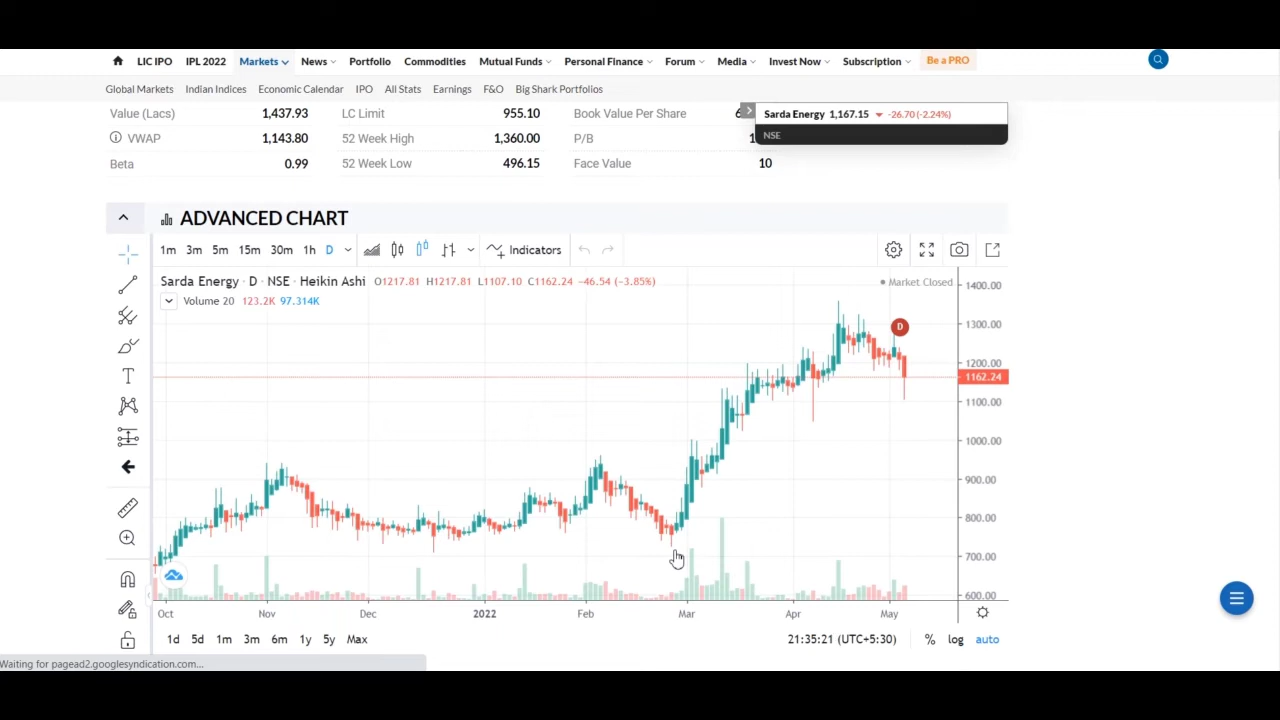 LIC IPO IPL 2022 Markets News Portfolio Commodities Mutual Funds Personal Finance Forum Media Invest Now Subscription Be a PRO
Global Markets Indian Indices Economic Calendar IPO All Stats Earnings F&O Big Shark Portfolios
Value (Lacs) 1,437.93 LC Limit 955.10 Book Value Per Share
Sarda Energy 1,167.15 -26.70 (-2.24%)
NSE
VWAP 1,143.80 52 Week High 1,360.00 P/B
Beta 0.99 52 Week Low 496.15 Face Value 10
ADVANCED CHART
1m 3m 5m 15m 30m 1h D Indicators
Sarda Energy · D · NSE · Heikin Ashi O1217.81 H1217.81 L1107.10 C1162.24 -46.54 (-3.85%)
Market Closed
Volume 20 123.2K 97.314K
1400.00
1300.00
D
1200.00
1162.24
1100.00
1000.00
900.00
800.00
700.00
600.00
Oct Nov Dec 2022 Feb Mar Apr May
1d 5d 1m 3m 6m 1y 5y Max 21:35:21 (UTC+5:30) % log auto
Waiting for pagead2.googlesyndication.com...